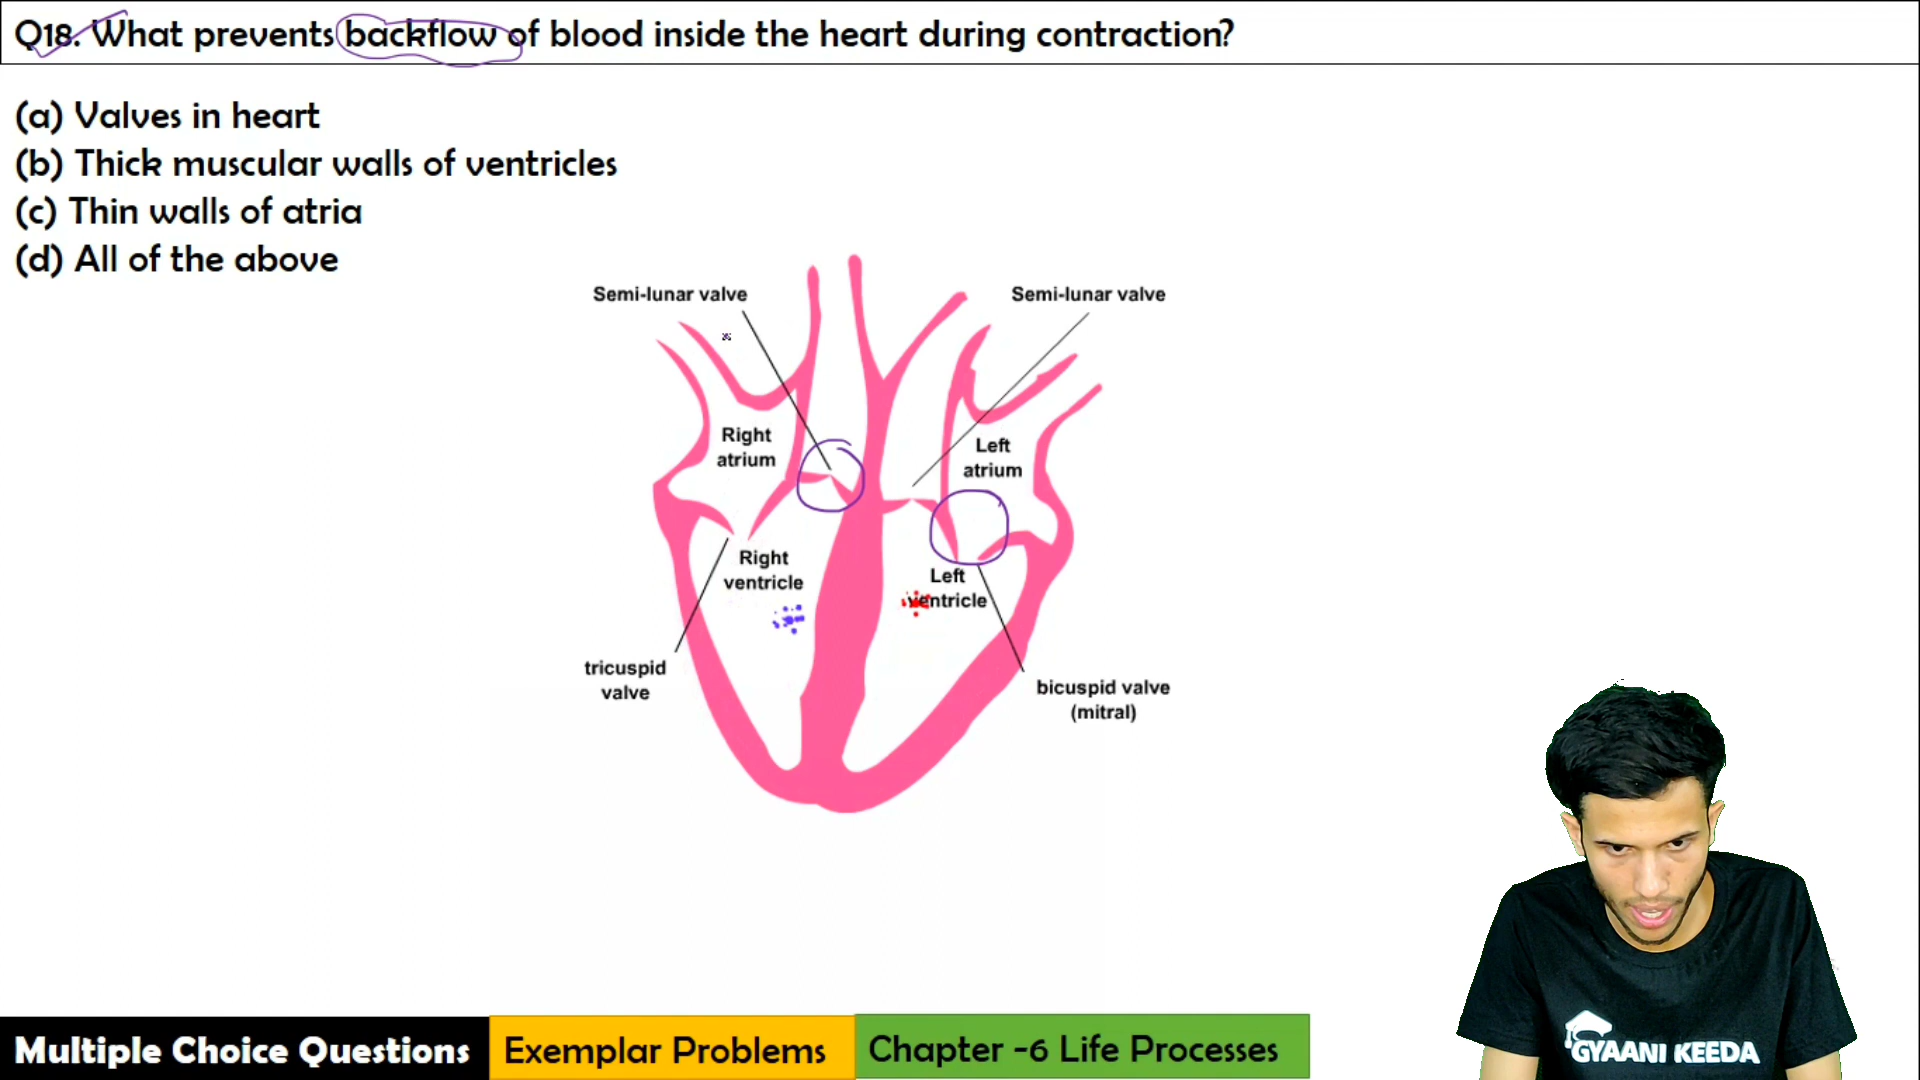 Q18. What prevents backflow of blood inside the heart during contraction?
(a) Valves in heart
(b) Thick muscular walls of ventricles
(c) Thin walls of atria
(d) All of the above
Semi-lunar valve
Semi-lunar valve
Right
atrium
Left
atrium
Right
ventricle
Left
ventricle
tricuspid
valve
bicuspid valve
(mitral)
GYAANI KEEDA
Multiple Choice Questions
Exemplar Problems
Chapter -6 Life Processes